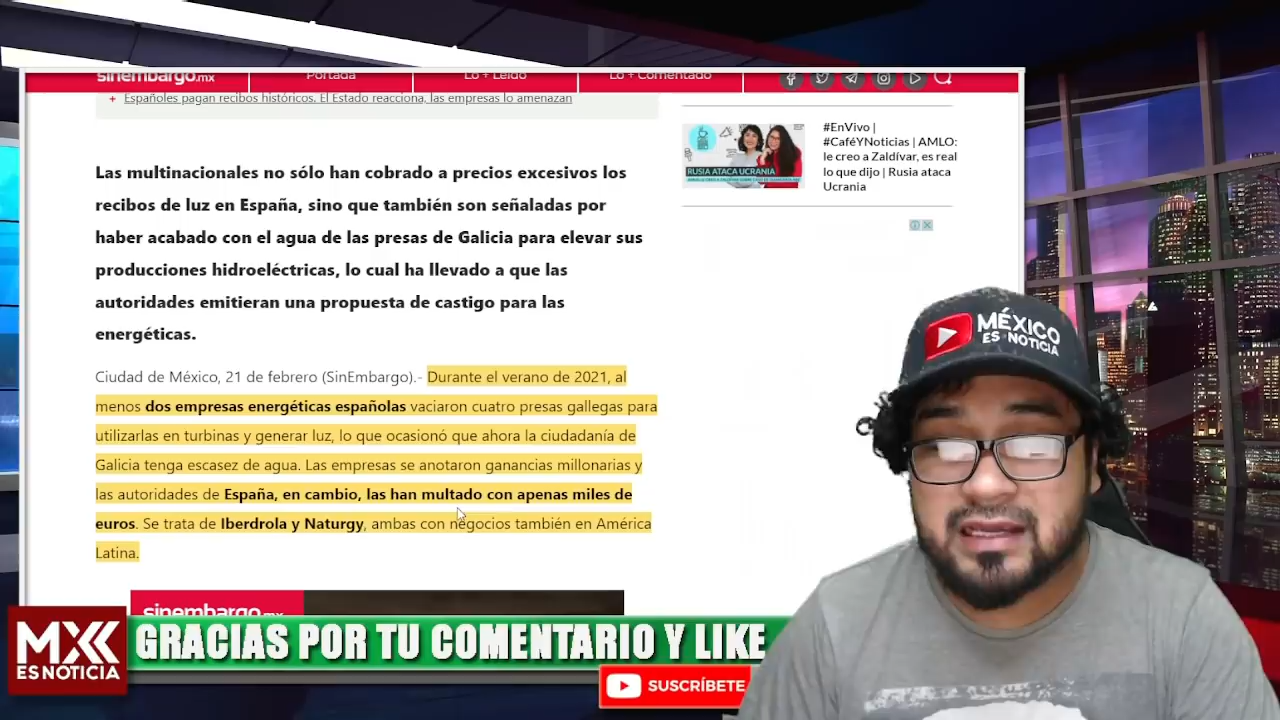 sinembargo.mx
Portada
Lo + Leído
Lo + Comentado
+ Españoles pagan recibos históricos. El Estado reacciona, las empresas lo amenazan
Las multinacionales no sólo han cobrado a precios excesivos los
recibos de luz en España, sino que también son señaladas por
haber acabado con el agua de las presas de Galicia para elevar sus
producciones hidroeléctricas, lo cual ha llevado a que las
autoridades emitieran una propuesta de castigo para las
energéticas.
Ciudad de México, 21 de febrero (SinEmbargo).- Durante el verano de 2021, al
menos dos empresas energéticas españolas vaciaron cuatro presas gallegas para
utilizarlas en turbinas y generar luz, lo que ocasionó que ahora la ciudadanía de
Galicia tenga escasez de agua. Las empresas se anotaron ganancias millonarias y
las autoridades de España, en cambio, las han multado con apenas miles de
euros. Se trata de Iberdrola y Naturgy, ambas con negocios también en América
Latina.
sinembargo.mx
RUSIA ATACA UCRANIA
#EnVivo |
#CaféYNoticias | AMLO:
le creo a Zaldívar, es real
lo que dijo | Rusia ataca
Ucrania
MÉXICO
ES NOTICIA
MX
ES NOTICIA
GRACIAS POR TU COMENTARIO Y LIKE
SUSCRÍBETE